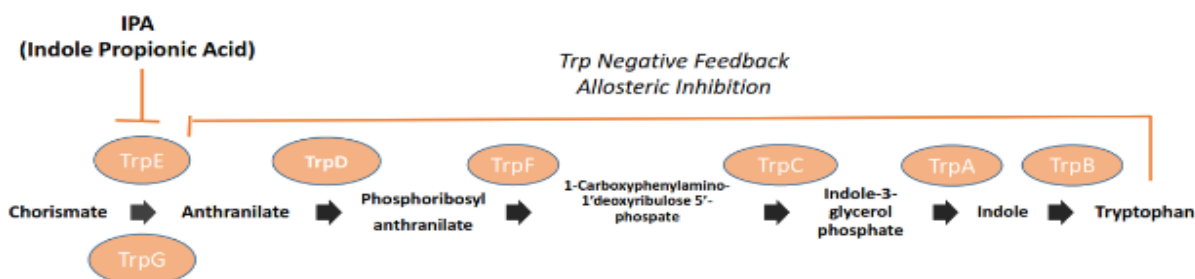 IPA
(Indole Propionic Acid)
Trp Negative Feedback
Allosteric Inhibition
TrpE
TrpD
TrpF
TrpC
TrpA
TrpB
Chorismate
Anthranilate
Phosphoribosyl
anthranilate
1-Carboxyphenylamino-
1'deoxyribulose 5'-
phospate
Indole-3-
glycerol
phosphate
Indole
Tryptophan
TrpG